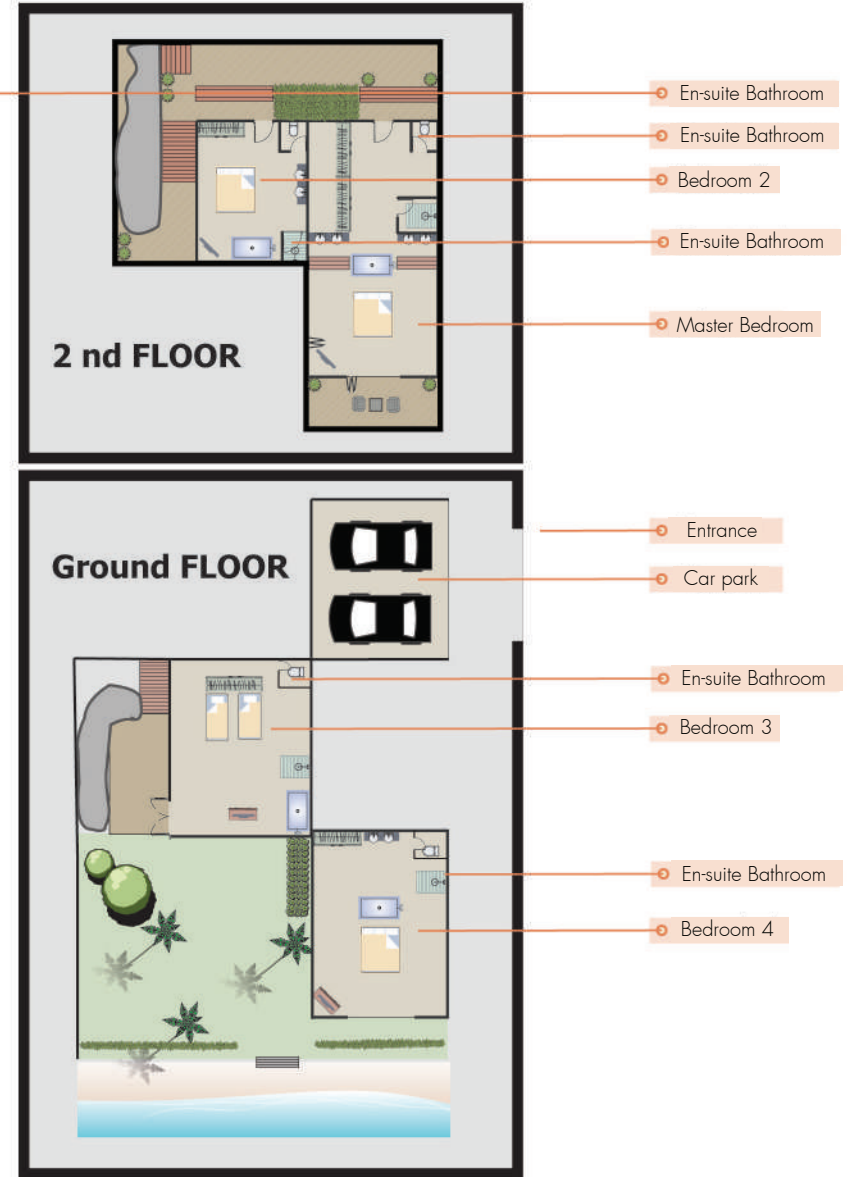 En-suite Bathroom
En-suite Bathroom
Bedroom 2
En-suite Bathroom
Master Bedroom
2 nd FLOOR
Entrance
Ground FLOOR
Car park
En-suite Bathroom
Bedroom 3
En-suite Bathroom
Bedroom 4